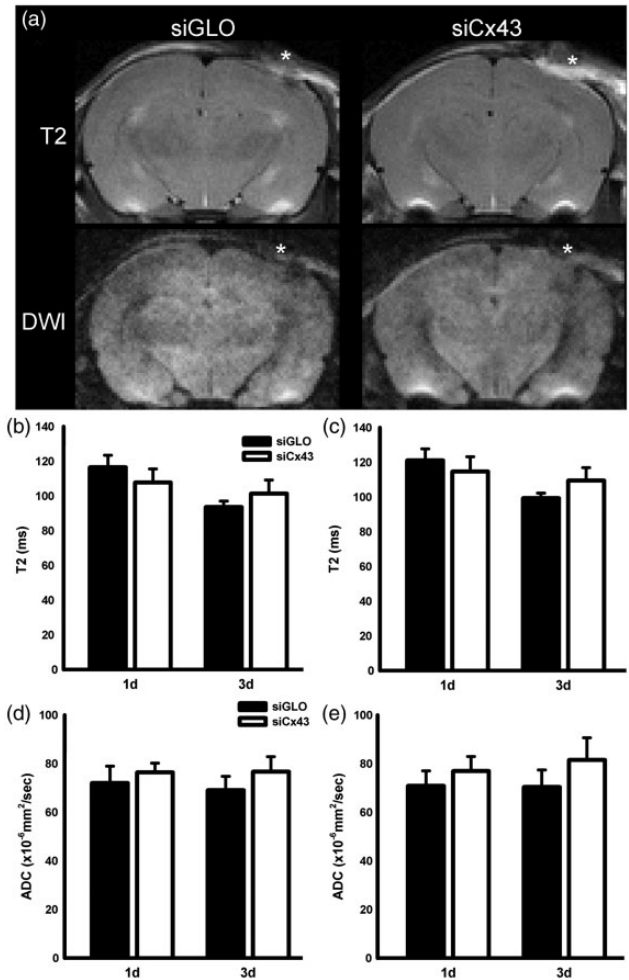 (a)
siGLO siCx43
*
*
T2
*
*
DWI
(b)
(c)
140
120
100
80
60
40
20
0
T2 (ms)
siGLO
siCx43
1d 3d
140
120
100
80
60
40
20
0
T2 (ms)
1d 3d
(d)
(e)
100
80
60
40
20
0
ADC (x10⁻⁶mm²/sec)
siGLO
siCx43
1d 3d
100
80
60
40
20
0
ADC (x10⁻⁶mm²/sec)
1d 3d